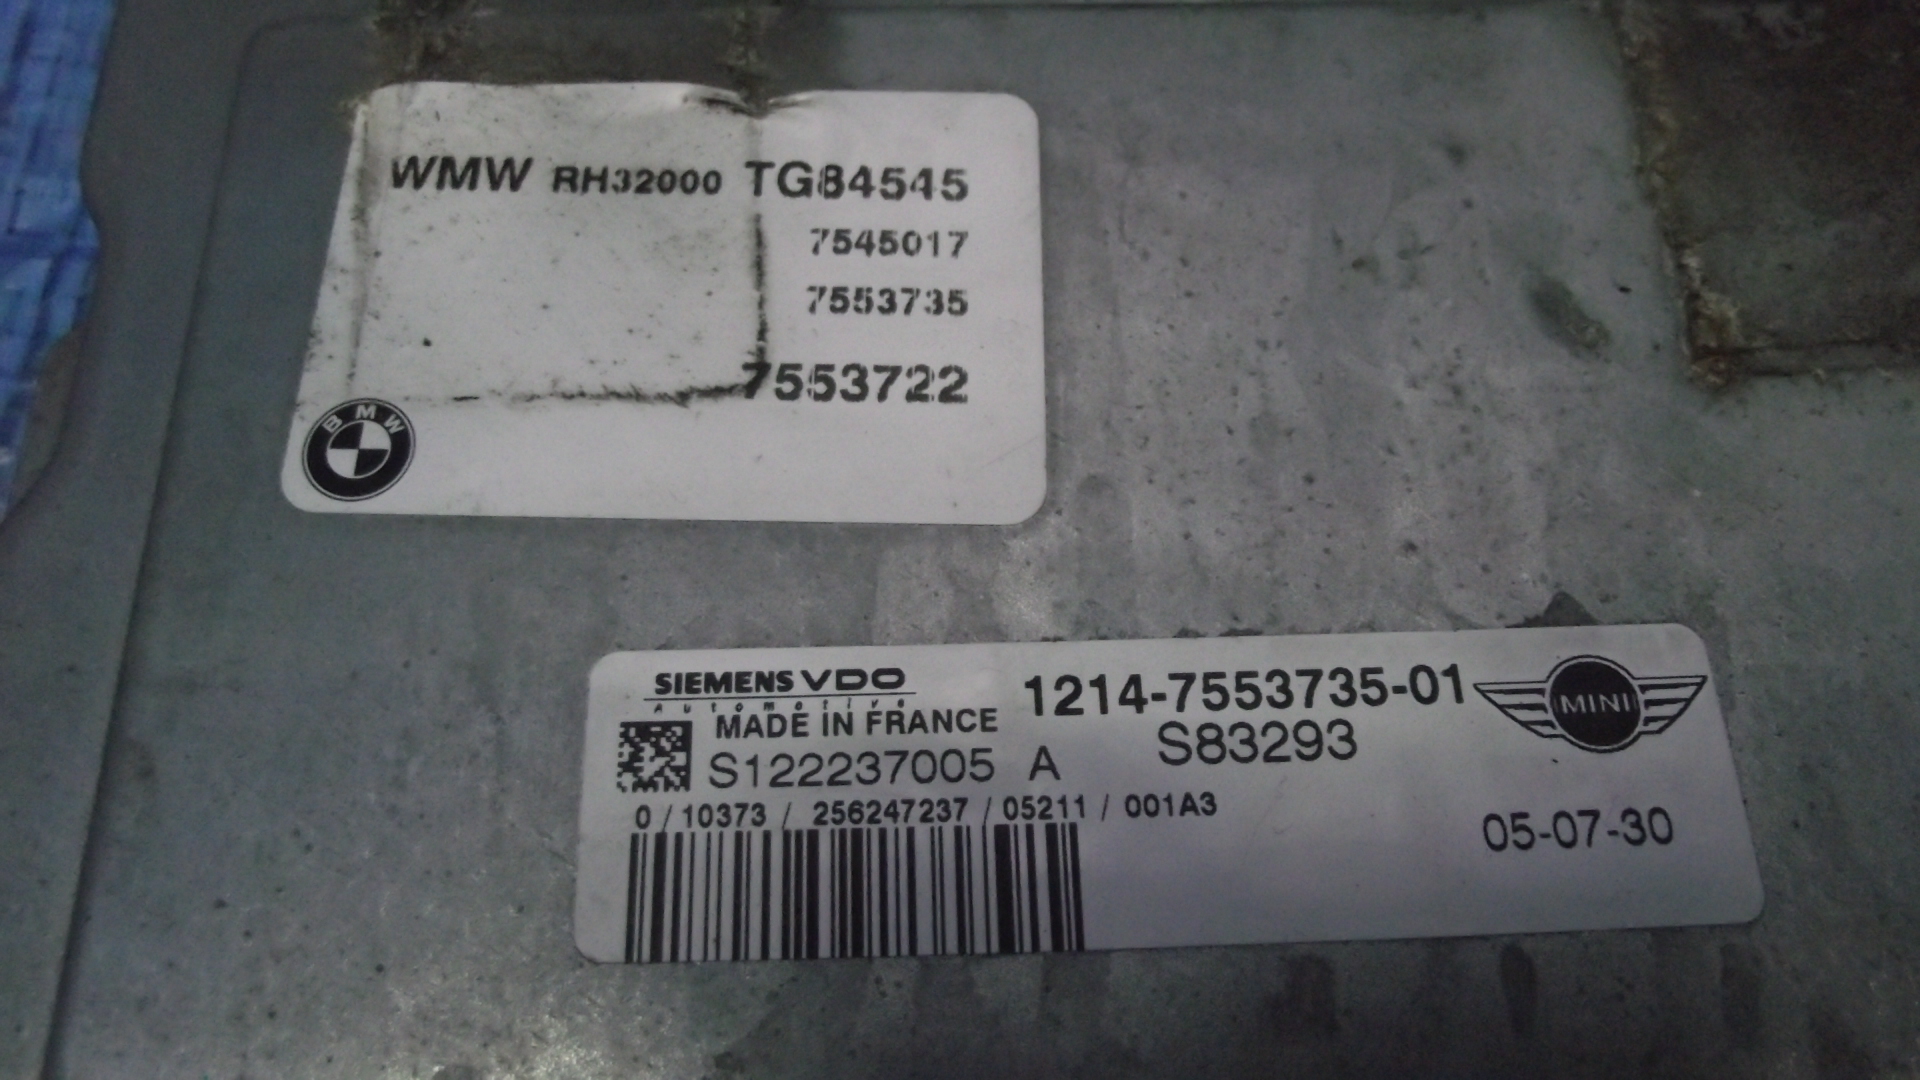 WMW RH32000 TG84545
7545017
7553735
7553722
BMW
SIEMENS VDO
Automotive
1214-7553735-01
MINI
MADE IN FRANCE
S122237005 A S83293
0 / 10373 / 256247237 / 05211 / 001A3
05-07-30